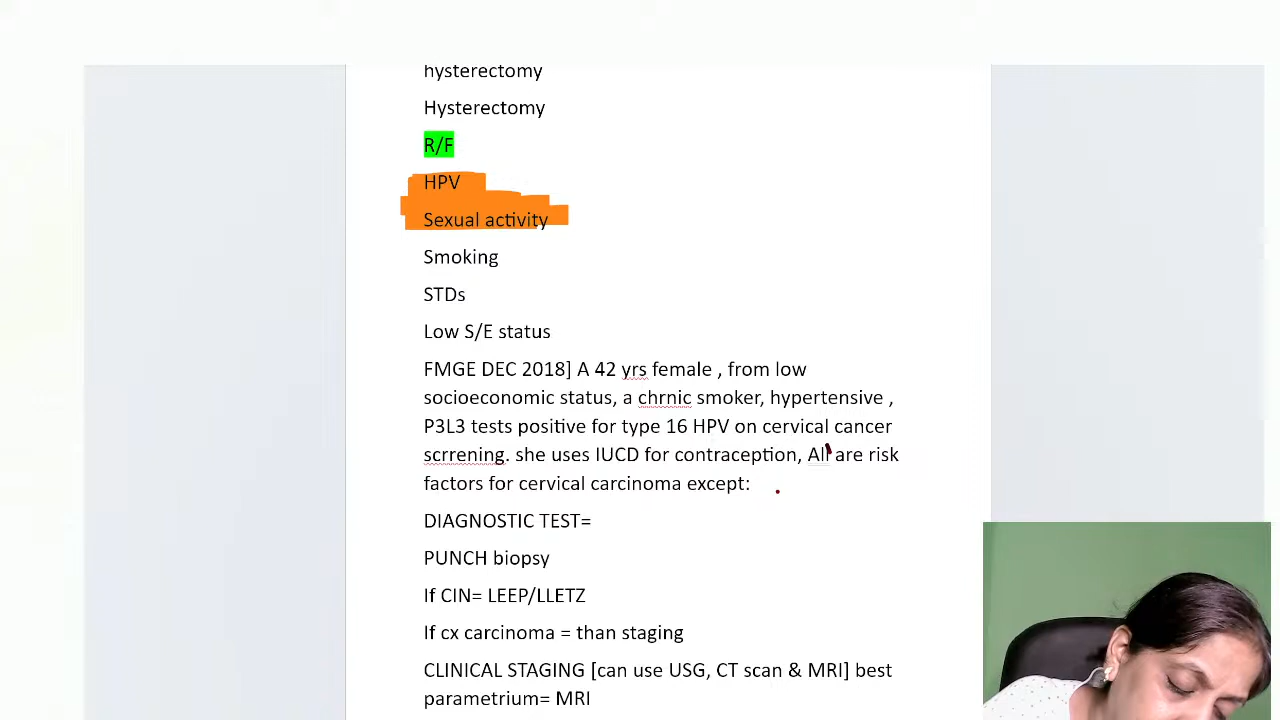 hysterectomy
Hysterectomy
R/F
HPV
Sexual activity
Smoking
STDs
Low S/E status
FMGE DEC 2018] A 42 yrs female , from low
socioeconomic status, a chrnic smoker, hypertensive ,
P3L3 tests positive for type 16 HPV on cervical cancer
scrrening. she uses IUCD for contraception, All are risk
factors for cervical carcinoma except:
DIAGNOSTIC TEST=
PUNCH biopsy
If CIN= LEEP/LLETZ
If cx carcinoma = than staging
CLINICAL STAGING [can use USG, CT scan & MRI] best
parametrium= MRI